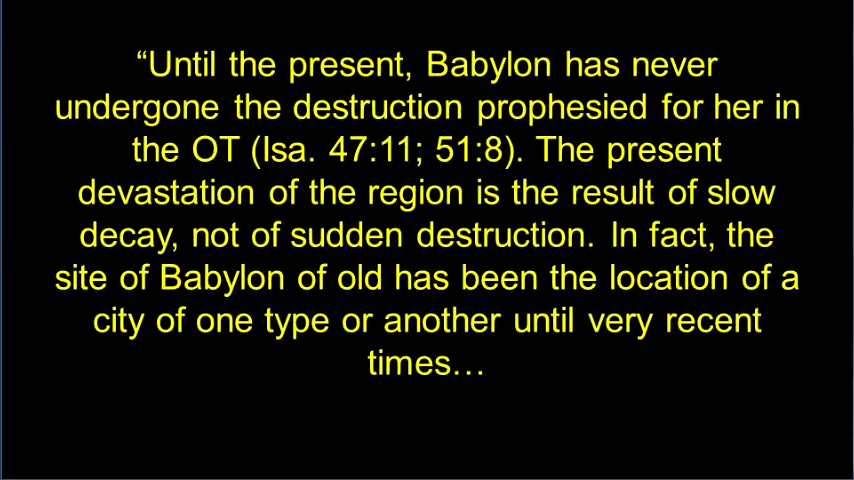 “Until the present, Babylon has never
undergone the destruction prophesied for her in
the OT (Isa. 47:11; 51:8). The present
devastation of the region is the result of slow
decay, not of sudden destruction. In fact, the
site of Babylon of old has been the location of a
city of one type or another until very recent
times…